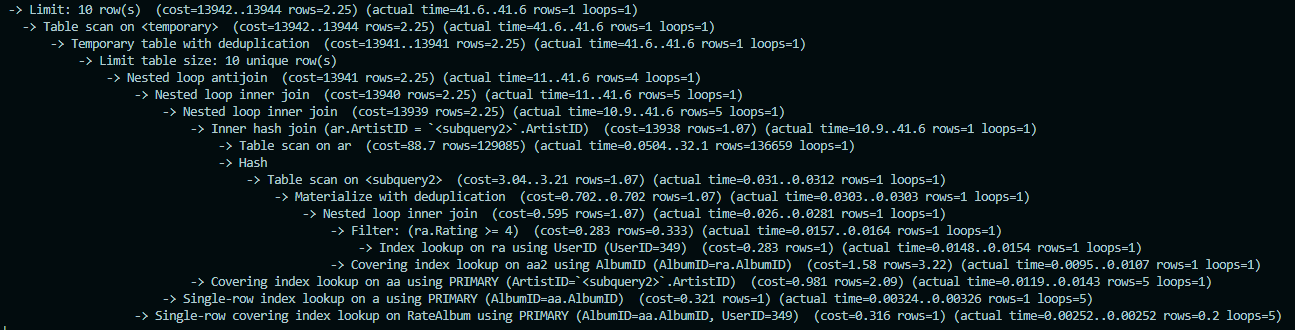 -> Limit: 10 row(s)  (cost=13942..13944 rows=2.25) (actual time=41.6..41.6 rows=1 loops=1)
-> Table scan on <temporary>  (cost=13942..13944 rows=2.25) (actual time=41.6..41.6 rows=1 loops=1)
-> Temporary table with deduplication  (cost=13941..13941 rows=2.25) (actual time=41.6..41.6 rows=1 loops=1)
-> Limit table size: 10 unique row(s)
-> Nested loop antijoin  (cost=13941 rows=2.25) (actual time=11..41.6 rows=4 loops=1)
-> Nested loop inner join  (cost=13940 rows=2.25) (actual time=11..41.6 rows=5 loops=1)
-> Nested loop inner join  (cost=13939 rows=2.25) (actual time=10.9..41.6 rows=5 loops=1)
-> Inner hash join (ar.ArtistID = `<subquery2>`.ArtistID)  (cost=13938 rows=1.07) (actual time=10.9..41.6 rows=1 loops=1)
-> Table scan on ar  (cost=88.7 rows=129085) (actual time=0.0504..32.1 rows=136659 loops=1)
-> Hash
-> Table scan on <subquery2>  (cost=3.04..3.21 rows=1.07) (actual time=0.031..0.0312 rows=1 loops=1)
-> Materialize with deduplication  (cost=0.702..0.702 rows=1.07) (actual time=0.0303..0.0303 rows=1 loops=1)
-> Nested loop inner join  (cost=0.595 rows=1.07) (actual time=0.026..0.0281 rows=1 loops=1)
-> Filter: (ra.Rating >= 4)  (cost=0.283 rows=0.333) (actual time=0.0157..0.0164 rows=1 loops=1)
-> Index lookup on ra using UserID (UserID=349)  (cost=0.283 rows=1) (actual time=0.0148..0.0154 rows=1 loops=1)
-> Covering index lookup on aa2 using AlbumID (AlbumID=ra.AlbumID)  (cost=1.58 rows=3.22) (actual time=0.0095..0.0107 rows=1 loops=1)
-> Covering index lookup on aa using PRIMARY (ArtistID=`<subquery2>`.ArtistID)  (cost=0.981 rows=2.09) (actual time=0.0119..0.0143 rows=5 loops=1)
-> Single-row index lookup on a using PRIMARY (AlbumID=aa.AlbumID)  (cost=0.321 rows=1) (actual time=0.00324..0.00326 rows=1 loops=5)
-> Single-row covering index lookup on RateAlbum using PRIMARY (AlbumID=aa.AlbumID, UserID=349)  (cost=0.316 rows=1) (actual time=0.00252..0.00252 rows=0.2 loops=5)